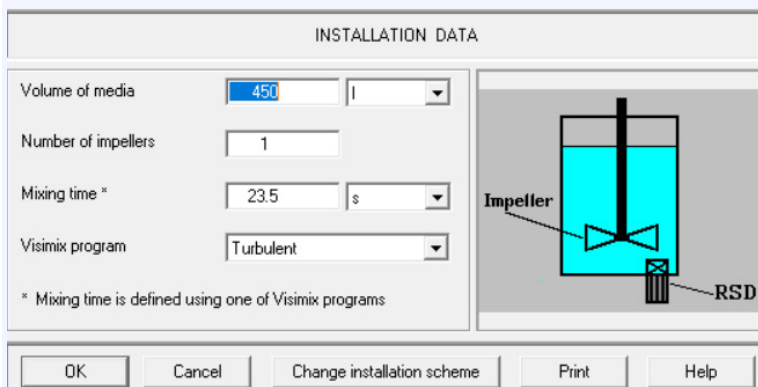 INSTALLATION DATA
Volume of media 450 l
Number of impellers 1
Mixing time * 23.5 s
Visimix program Turbulent
* Mixing time is defined using one of Visimix programs
Impeller
RSD
OK Cancel Change installation scheme Print Help